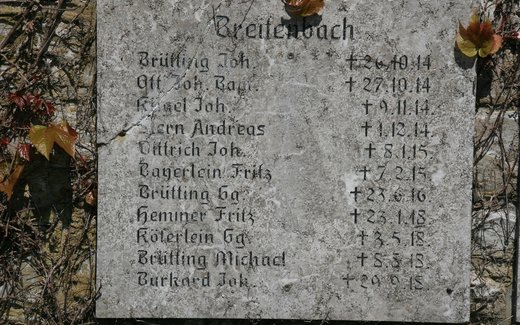 Breitenbach
Brütting Joh. † 26.10.14
Ott Joh. Bapt. † 27.10.14
Kügel Joh. † 9.11.14
Stern Andreas † 1.12.14
Dittrich Joh. † 8.1.15.
Bayerlein Fritz † 7.2.15
Brütting Gg. † 23.6.16
Hemmer Fritz † 23.1.18
Köferlein Gg. † 3.5.18
Brütting Michael † 8.8.18
Burkard Joh. † 29.9.18